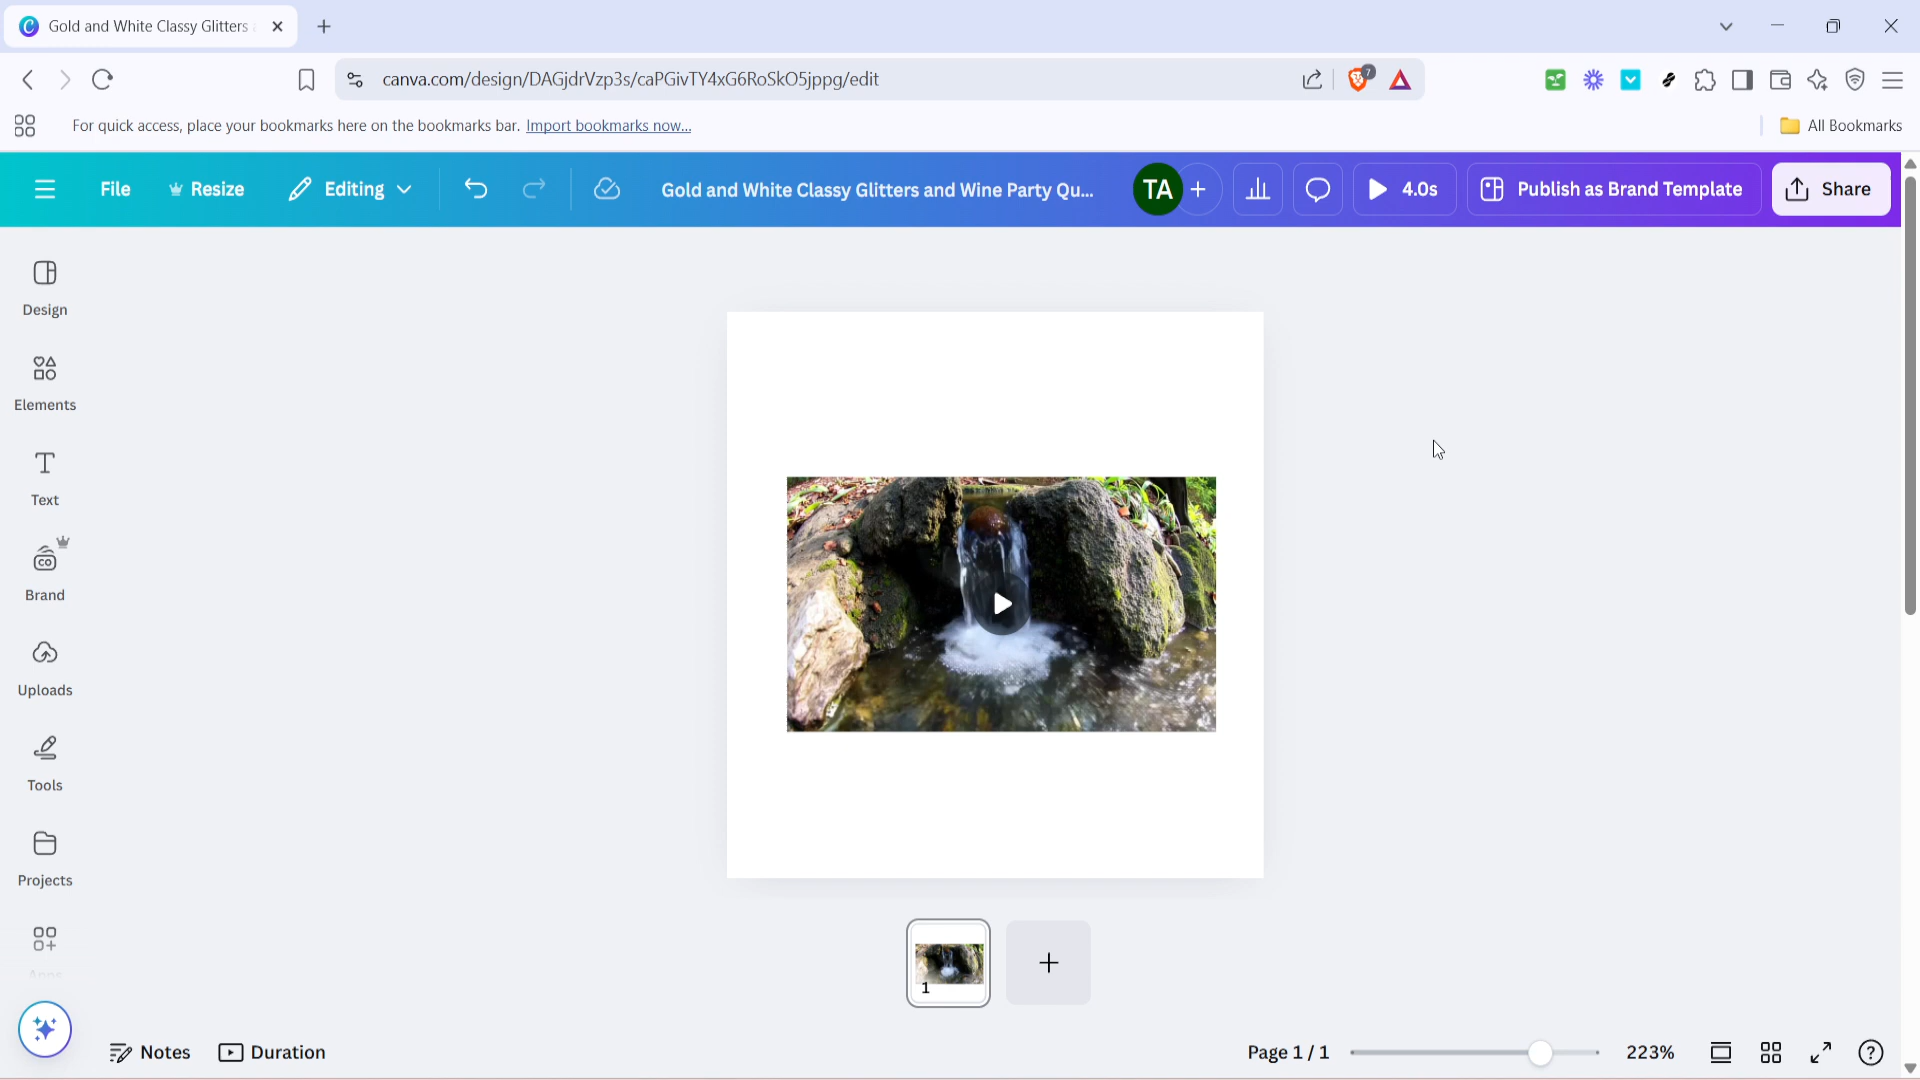 Gold and White Classy Glitters
canva.com/design/DAGjdrVzp3s/caPGivTY4xG6RoSkO5jppg/edit
7
For quick access, place your bookmarks here on the bookmarks bar. Import bookmarks now...
All Bookmarks
File
Resize
Editing
Gold and White Classy Glitters and Wine Party Qu...
TA
4.0s
Publish as Brand Template
Share
Design
Elements
Text
CO
Brand
Uploads
Tools
Projects
Apps
1
Notes
Duration
Page 1 / 1
223%